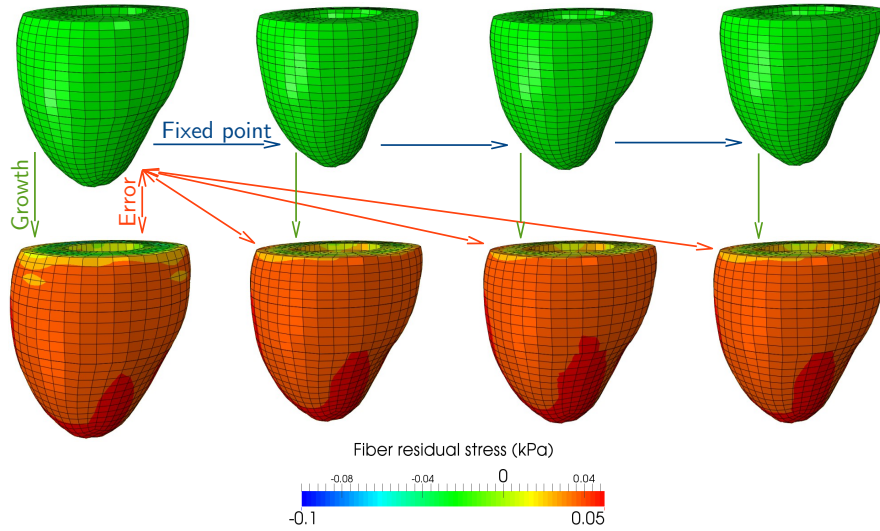 Fixed point
Growth
Error
Fiber residual stress (kPa)
-0.08 -0.04 0 0.04
-0.1 0.05